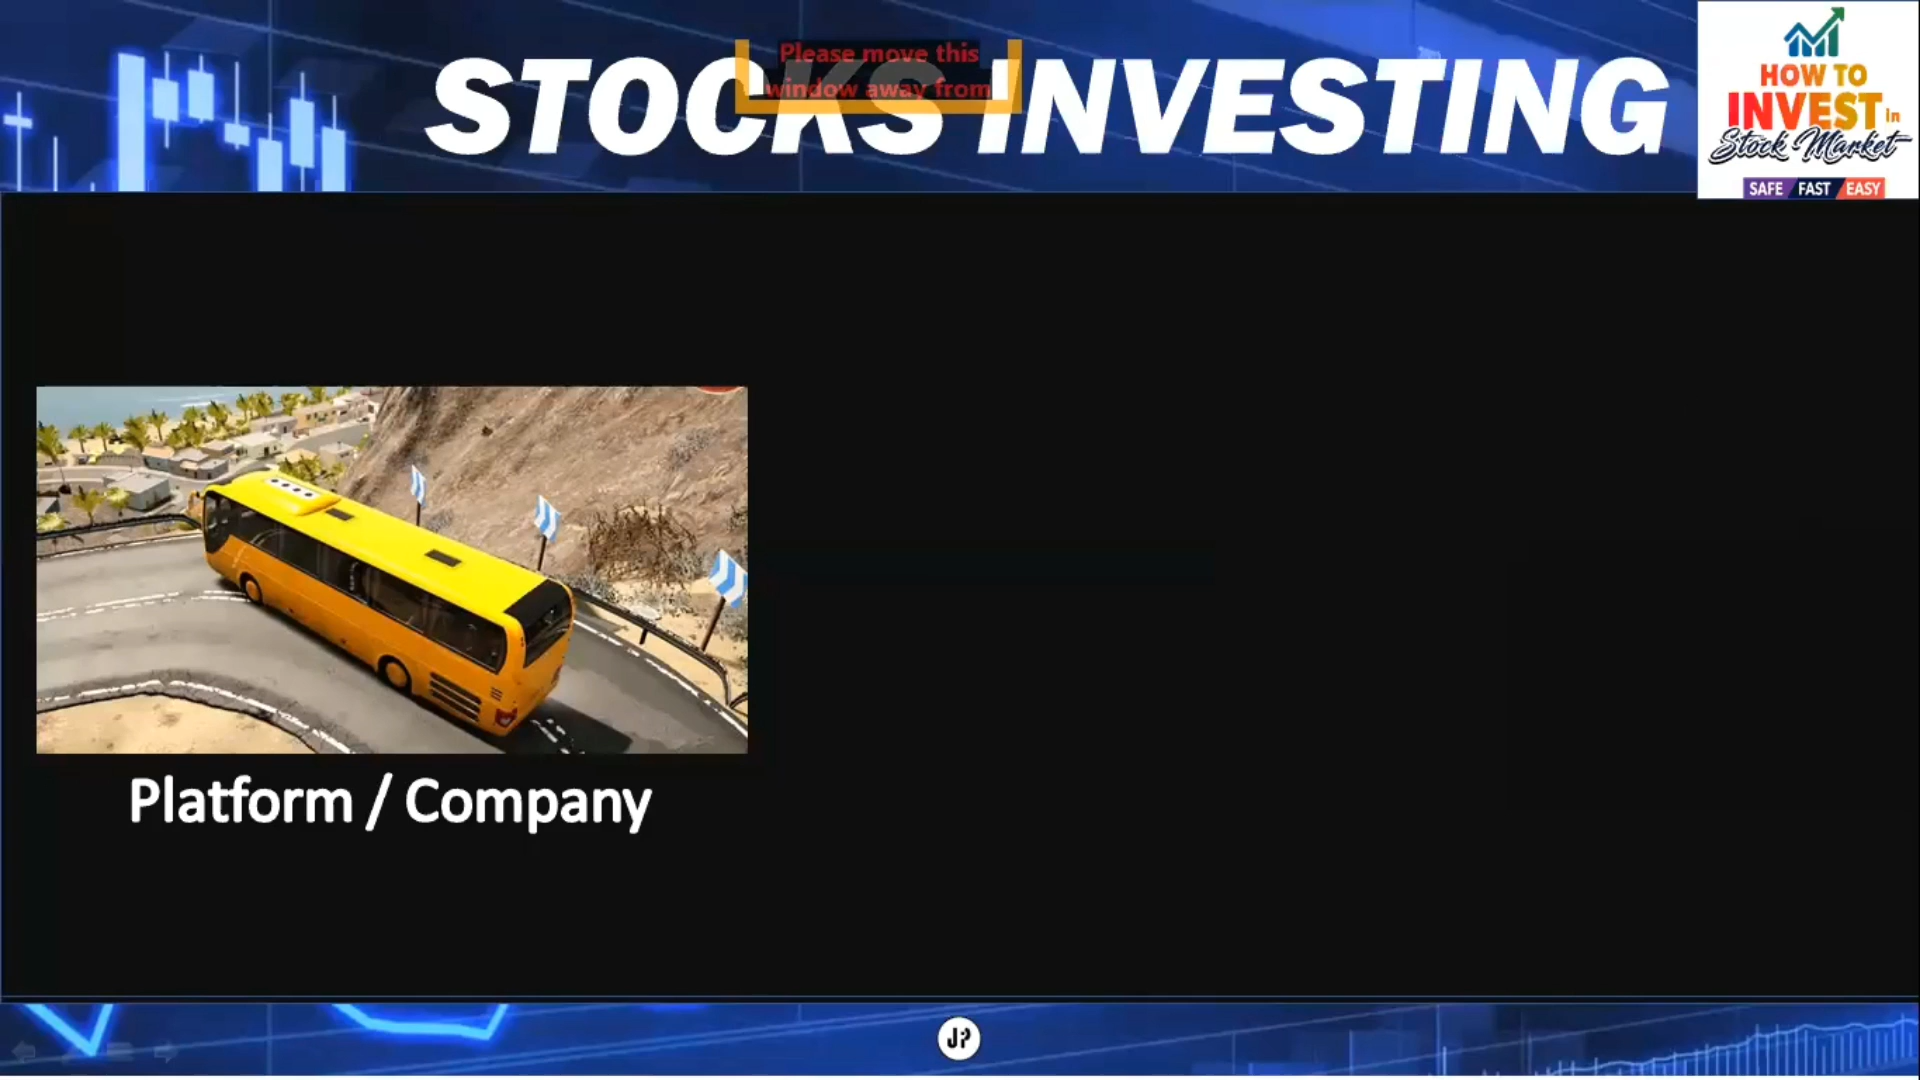 STOCKS INVESTING
Please move this
window away from
HOW TO
INVEST in
Stock Market
SAFE FAST EASY
Platform / Company
JP